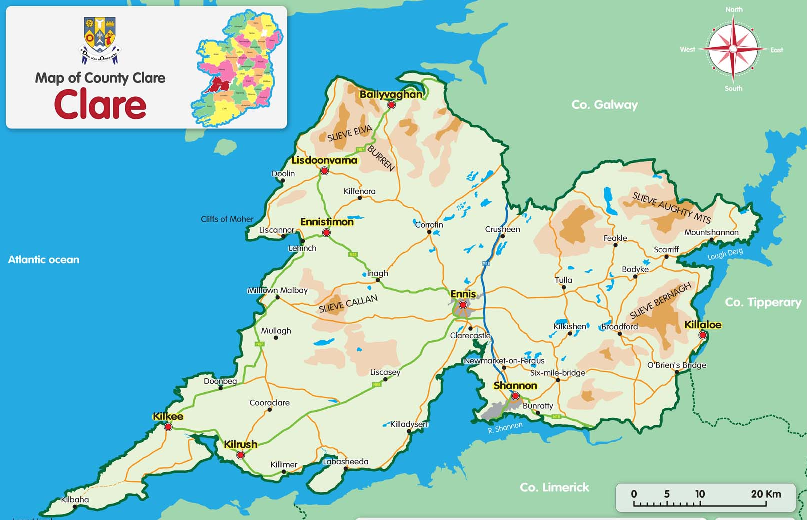 Map of County Clare
Clare
North
West
East
South
Co. Galway
Ballyvaghan
SLIEVE ELVA
BURREN
Lisdoonvarna
Doolin
Kilfenora
SLIEVE AUGHTY MTS
Cliffs of Moher
Ennistimon
Liscannor
Lehinch
Corrofin
Crusheen
Feakle
Mountshannon
Scarriff
Lough Derg
Atlantic ocean
Inagh
Bodyke
Tulla
Milltown Malbay
SLIEVE CALLAN
Ennis
SLIEVE BERNAGH
Co. Tipperary
Mullagh
Clarecastle
Kilkishen
Broadford
Killaloe
Newmarket-on-Fergus
Six-mile-bridge
O'Brien's Bridge
Liscasey
Doonbeg
Shannon
Bunratty
Cooraclare
Kilkee
Killadysert
R. Shannon
Kilrush
Killimer
Labasheeda
Kilbaha
Co. Limerick
0 5 10 20 Km